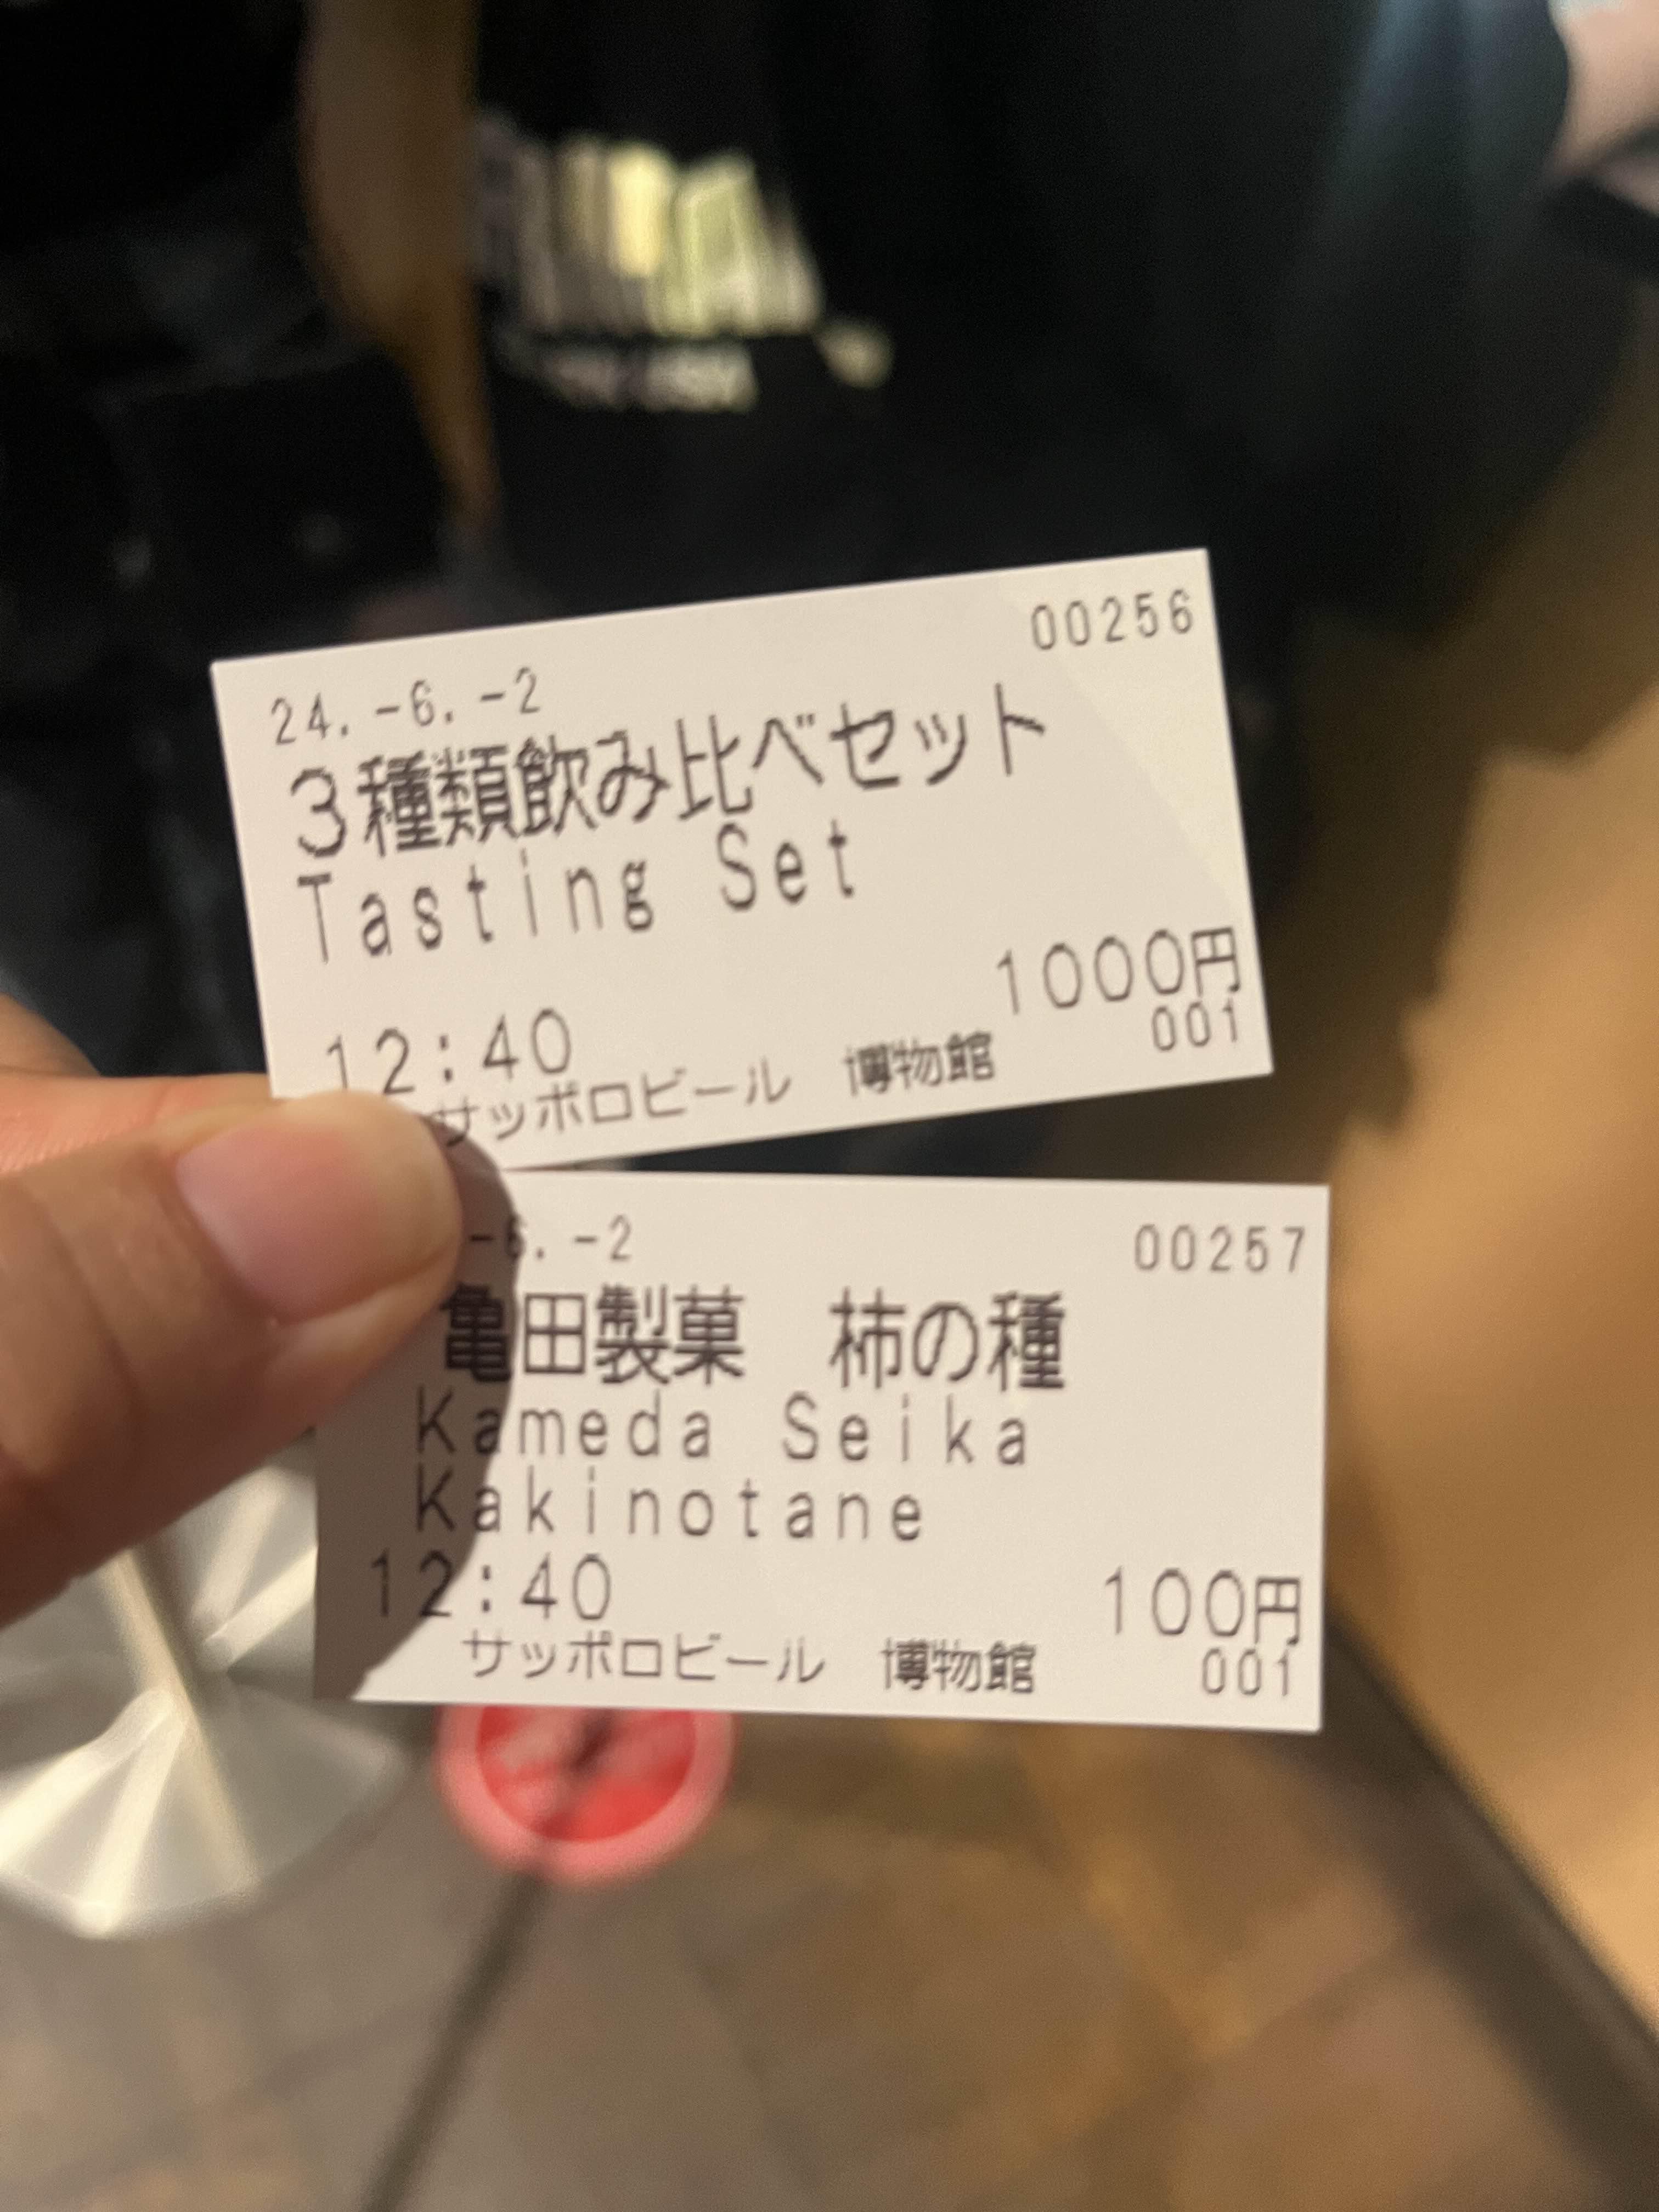 00256
24.-6.-2
3種類飲み比べセット
Tasting Set
1000円
12:40
001
サッポロビール 博物館
-6.-2
00257
亀田製菓 柿の種
Kameda Seika
Kakinotane
12:40
100円
サッポロビール 博物館
001